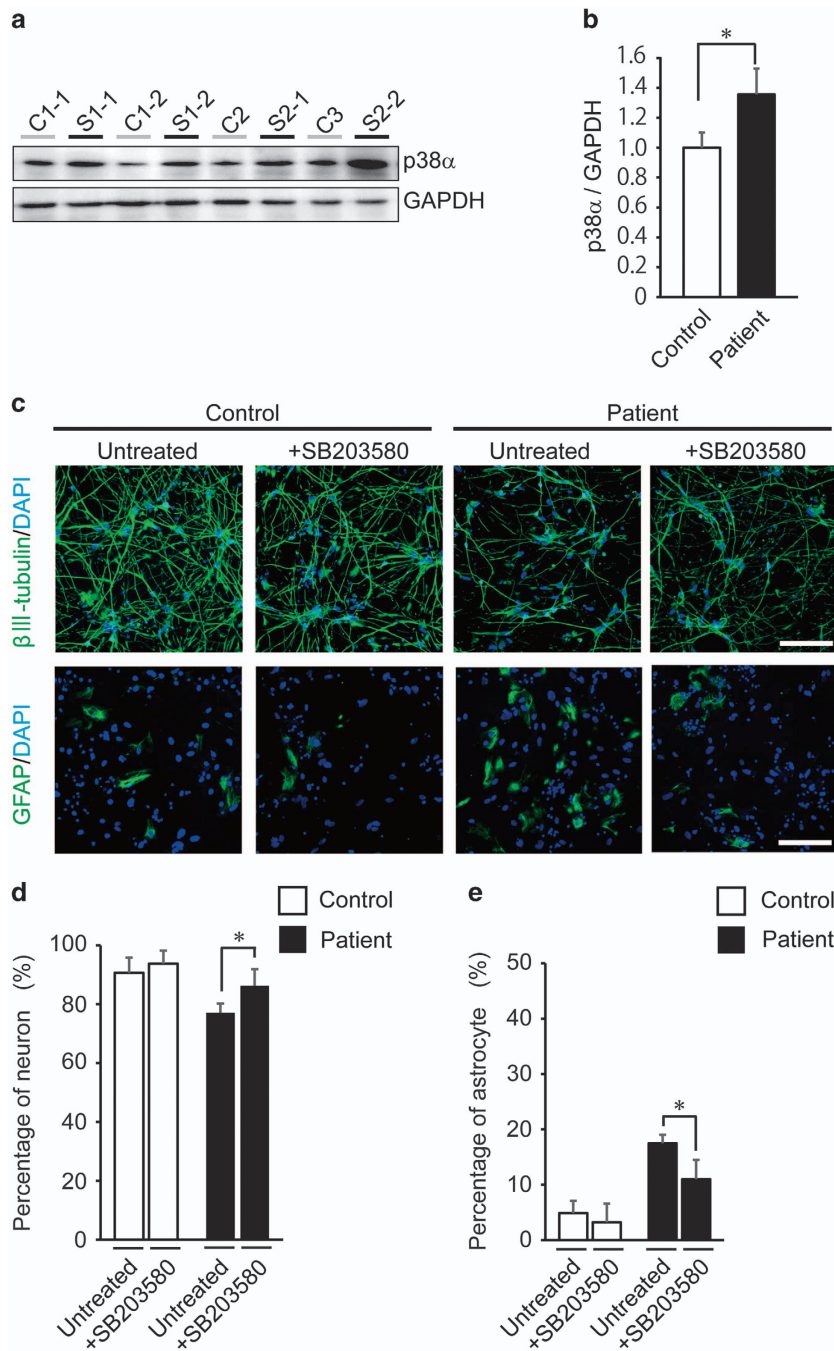 a
C1-1 S1-1 C1-2 S1-2 C2 S2-1 C3 S2-2
p38α
GAPDH
b
p38α / GAPDH
1.6
1.4
1.2
1.0
0.8
0.6
0.4
0.2
0
*
Control
Patient
c
Control Patient
Untreated +SB203580 Untreated +SB203580
βIII-tubulin/DAPI
GFAP/DAPI
d
Control
Patient
Percentage of neuron (%)
100
80
60
40
20
0
*
Untreated
+SB203580
Untreated
+SB203580
e
Control
Patient
Percentage of astrocyte (%)
50
40
30
20
10
0
*
Untreated
+SB203580
Untreated
+SB203580